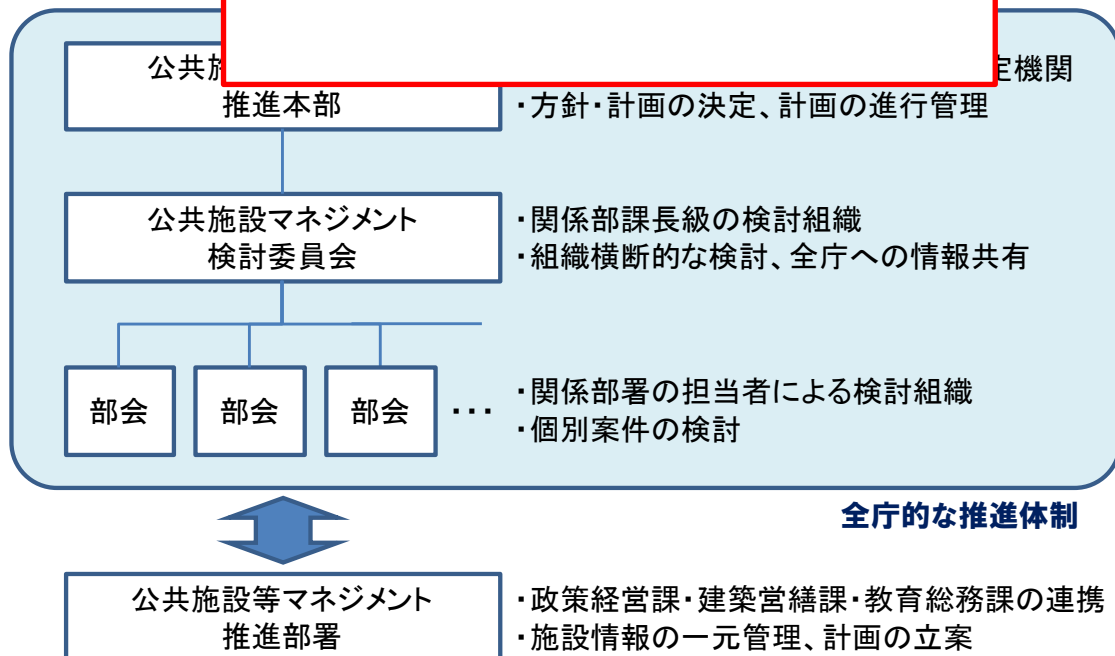 公共施
推進本部
定機関
・方針・計画の決定、計画の進行管理
公共施設マネジメント
検討委員会
・関係部課長級の検討組織
・組織横断的な検討、全庁への情報共有
部会
部会
部会
・・・
・関係部署の担当者による検討組織
・個別案件の検討
全庁的な推進体制
公共施設等マネジメント
推進部署
・政策経営課・建築営繕課・教育総務課の連携
・施設情報の一元管理、計画の立案